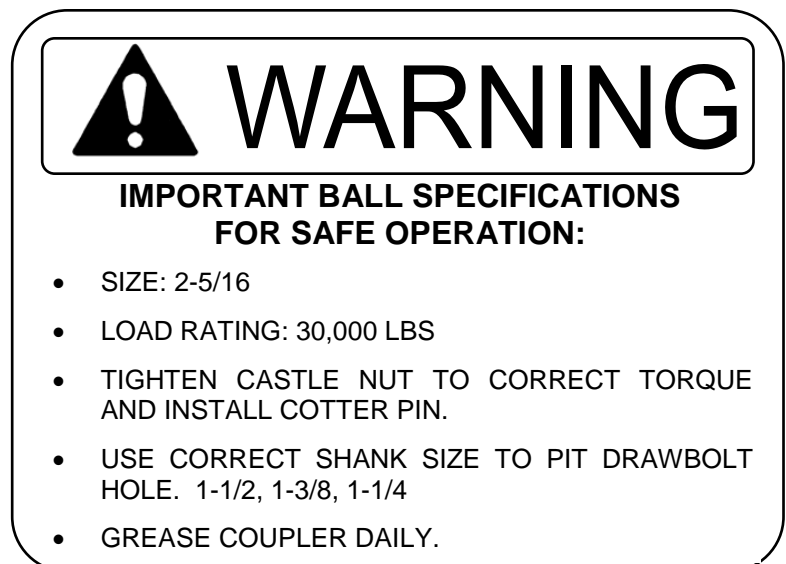 WARNING
IMPORTANT BALL SPECIFICATIONS
FOR SAFE OPERATION:
• SIZE: 2-5/16
• LOAD RATING: 30,000 LBS
• TIGHTEN CASTLE NUT TO CORRECT TORQUE
AND INSTALL COTTER PIN.
• USE CORRECT SHANK SIZE TO PIT DRAWBOLT
HOLE. 1-1/2, 1-3/8, 1-1/4
• GREASE COUPLER DAILY.